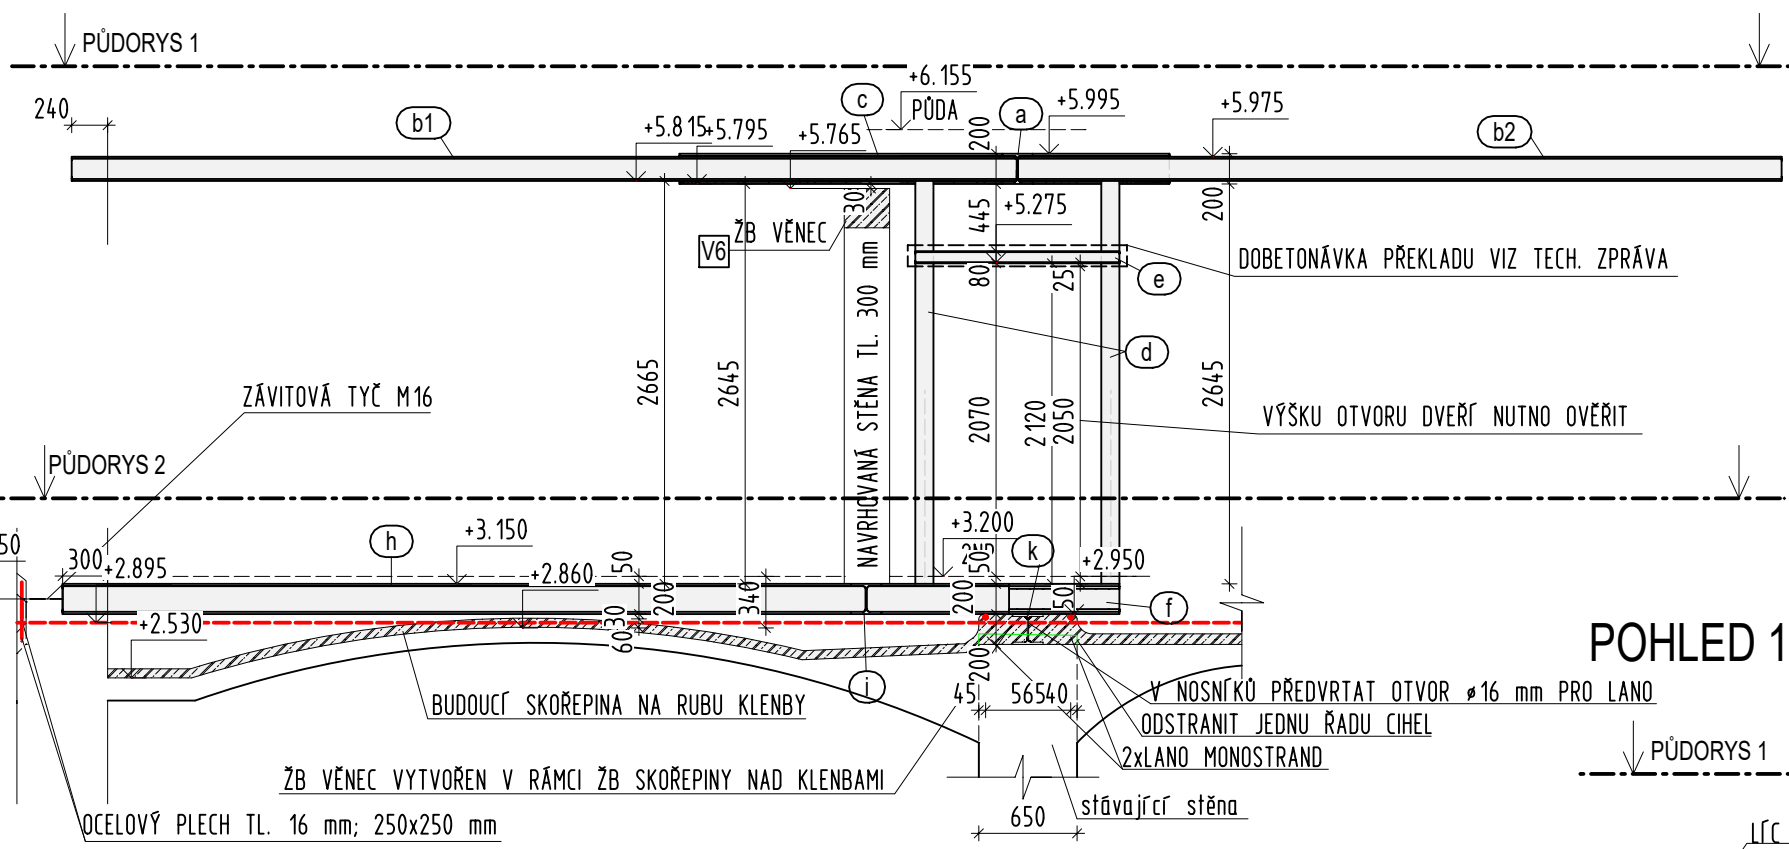 PŮDORYS 1
+6.155
PŮDA
240
b1
c
a
+5.995
+5.975
b2
+5.815
+5.795
+5.765
200
30
445
+5.275
200
ŽB VĚNEC
V6
DOBETONÁVKA PŘEKLADU VIZ TECH. ZPRÁVA
80
25
e
NAVRHOVANÁ STĚNA TL. 300 mm
d
2665
2645
2070
2120
2050
2645
ZÁVITOVÁ TYČ M16
VÝŠKU OTVORU DVEŘÍ NUTNO OVĚŘIT
PŮDORYS 2
50
300
+2.895
h
+3.150
50
+2.860
+3.200
50
k
+2.950
200
340
200
50
f
+2.530
30
60
POHLED 1
200
i
45
56540
V NOSNÍKŮ PŘEDVRTAT OTVOR ø16 mm PRO LANO
BUDOUCÍ SKOŘEPINA NA RUBU KLENBY
ODSTRANIT JEDNU ŘADU CIHEL
2xLANO MONOSTRAND
PŮDORYS 1
ŽB VĚNEC VYTVOŘEN V RÁMCI ŽB SKOŘEPINY NAD KLENBAMI
stávající stěna
650
OCELOVÝ PLECH TL. 16 mm; 250x250 mm
LÍC